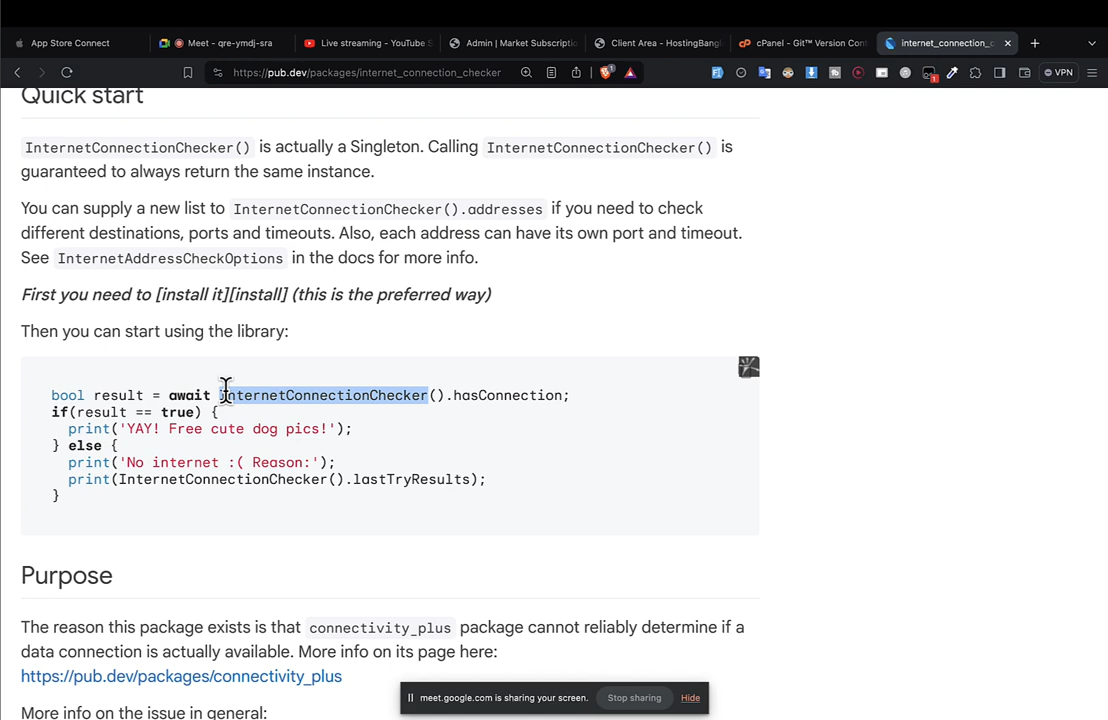 App Store Connect
Meet - qre-ymdj-sra
Live streaming - YouTube S
Admin | Market Subscriptio
Client Area - HostingBangl
cPanel - Git™ Version Cont
internet_connection_c
https://pub.dev/packages/internet_connection_checker
1
1
VPN
Quick start
InternetConnectionChecker() is actually a Singleton. Calling InternetConnectionChecker() is
guaranteed to always return the same instance.
You can supply a new list to InternetConnectionChecker().addresses if you need to check
different destinations, ports and timeouts. Also, each address can have its own port and timeout.
See InternetAddressCheckOptions in the docs for more info.
First you need to [install it][install] (this is the preferred way)
Then you can start using the library:
bool result = await InternetConnectionChecker().hasConnection;
if(result == true) {
print('YAY! Free cute dog pics!');
} else {
print('No internet :( Reason:');
print(InternetConnectionChecker().lastTryResults);
}
Purpose
The reason this package exists is that connectivity_plus package cannot reliably determine if a
data connection is actually available. More info on its page here:
https://pub.dev/packages/connectivity_plus
More info on the issue in general:
meet.google.com is sharing your screen.
Stop sharing
Hide